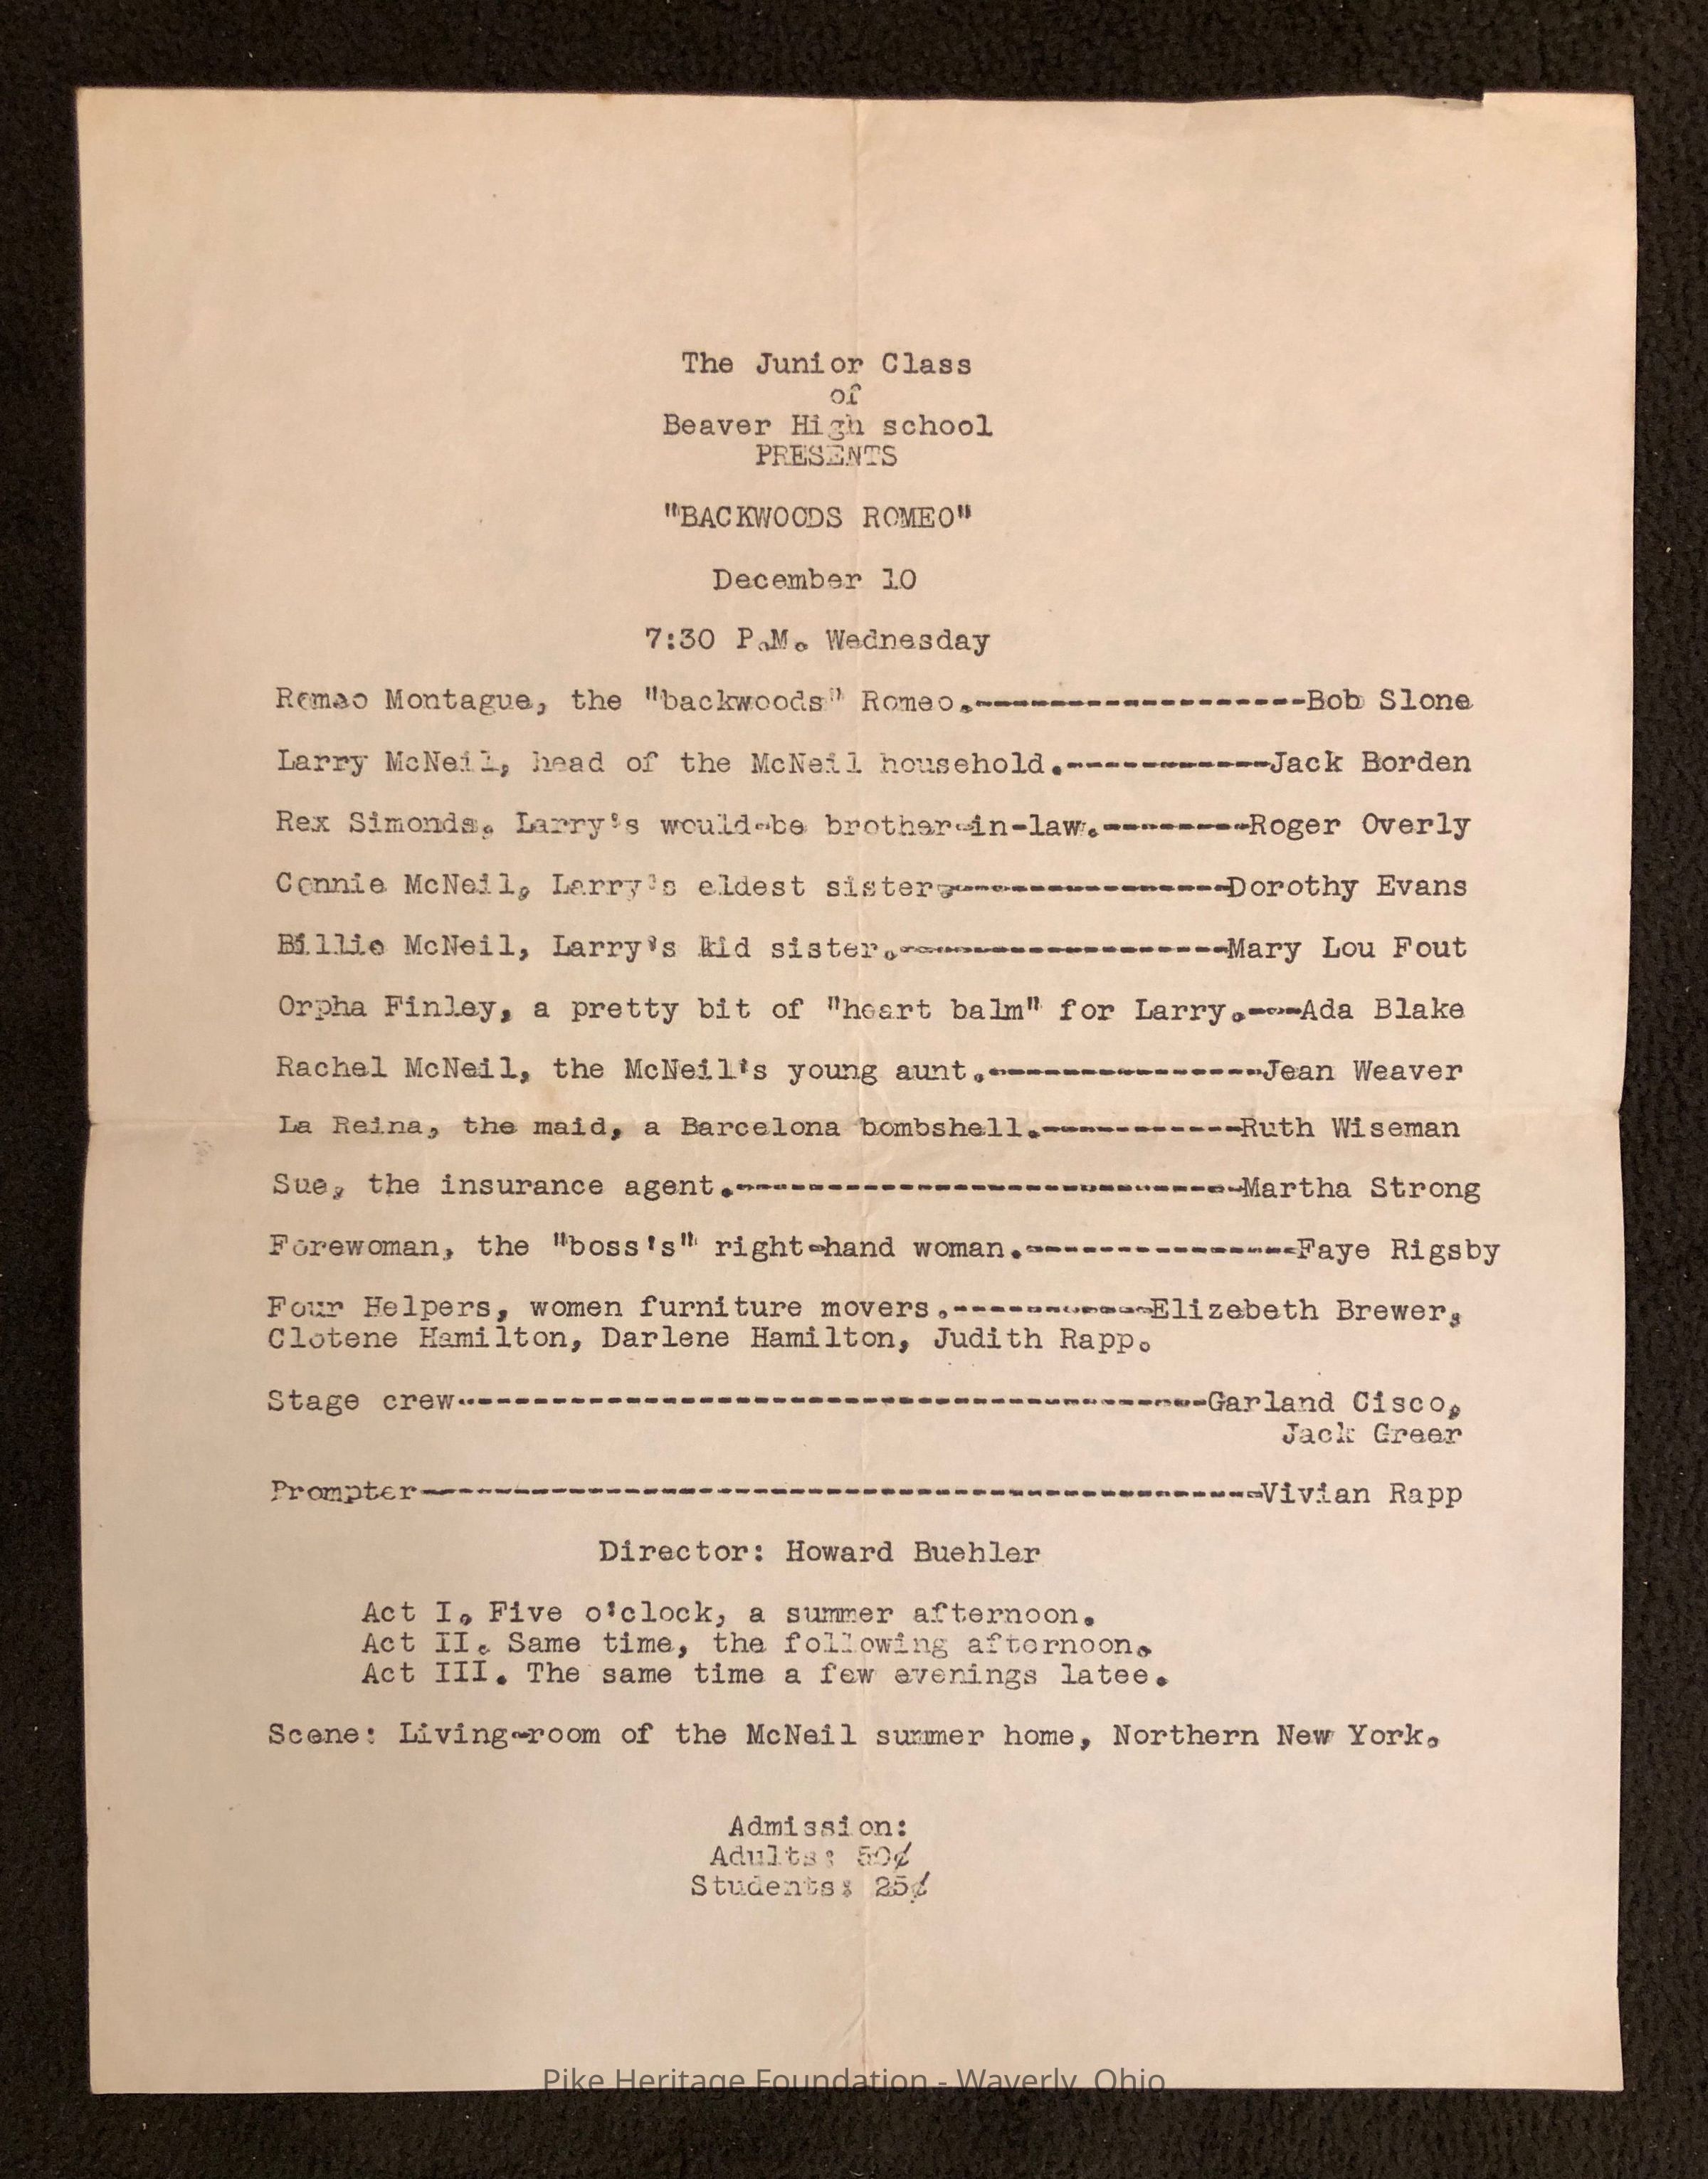 The Junior Class
of
Beaver High school
PRESENTS
"BACKWOODS ROMEO"
December 10
7:30 P.M. Wednesday
Romeo Montague, the "backwoods" Romeo.------------------Bob Slone
Larry McNeil, head of the McNeil household.-----------Jack Borden
Rex Simonds, Larry's would-be brother-in-law.--------Roger Overly
Connie McNeil, Larry's eldest sister,---------------Dorothy Evans
Billie McNeil, Larry's kid sister.------------------Mary Lou Fout
Orpha Finley, a pretty bit of "heart balm" for Larry.---Ada Blake
Rachel McNeil, the McNeil's young aunt.---------------Jean Weaver
La Reina, the maid, a Barcelona bombshell.-----------Ruth Wiseman
Sue, the insurance agent.----------------------------Martha Strong
Forewoman, the "boss's" right-hand woman.---------------Faye Rigsby
Four Helpers, women furniture movers.-----------Elizebeth Brewer,
Clotene Hamilton, Darlene Hamilton, Judith Rapp.
Stage crew-----------------------------------------Garland Cisco,
Jack Greer
Prompter----------------------------------------------Vivian Rapp
Director: Howard Buehler
Act I. Five o'clock, a summer afternoon.
Act II. Same time, the following afternoon.
Act III. The same time a few evenings latee.
Scene: Living-room of the McNeil summer home, Northern New York.
Admission:
Adults: 50¢
Students: 25¢
Pike Heritage Foundation - Waverly, Ohio